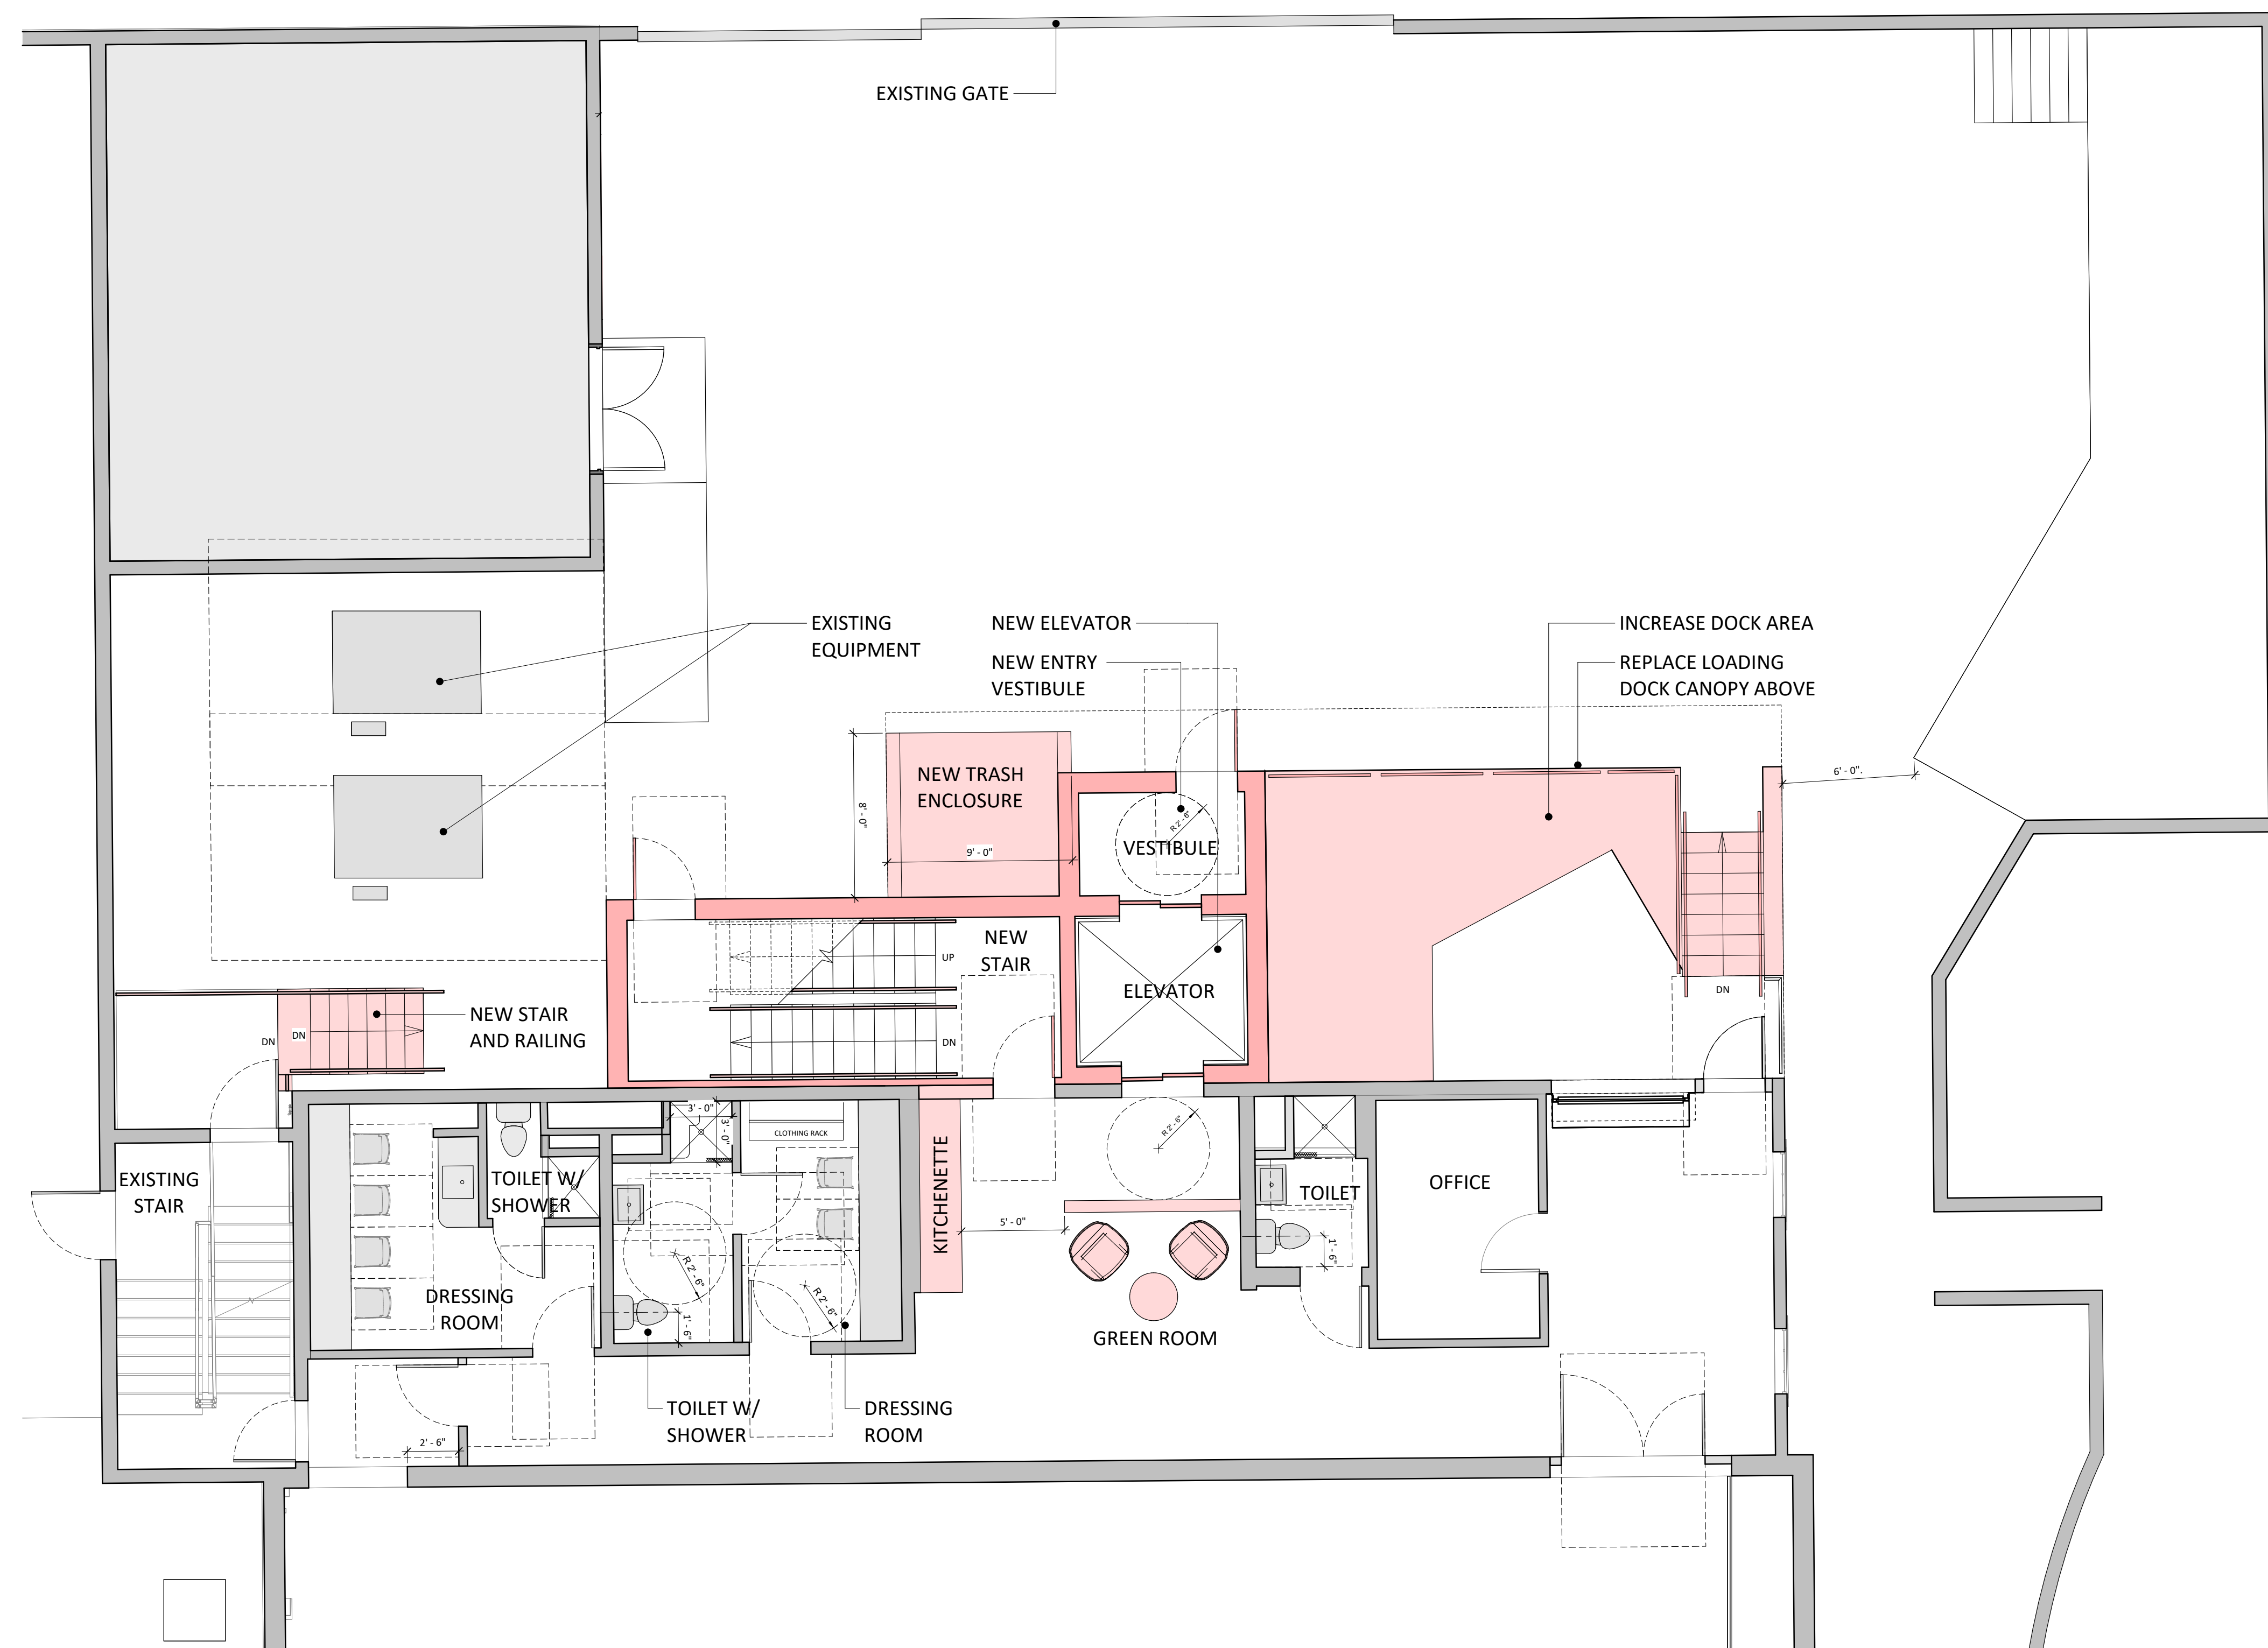 EXISTING GATE
EXISTING
EQUIPMENT
NEW ELEVATOR
NEW ENTRY
VESTIBULE
INCREASE DOCK AREA
REPLACE LOADING
DOCK CANOPY ABOVE
NEW TRASH
ENCLOSURE
8' - 0"
9' - 0"
R 2' - 6"
VESTIBULE
6' - 0".
NEW
STAIR
UP
ELEVATOR
DN
DN
NEW STAIR
AND RAILING
DN
DN
3' - 0"
3' - 0"
CLOTHING RACK
KITCHENETTE
R 2' - 6"
EXISTING
STAIR
TOILET W/
SHOWER
TOILET
OFFICE
5' - 0"
1' - 6"
R 2' - 6"
R 2' - 6"
DRESSING
ROOM
1' - 6"
GREEN ROOM
TOILET W/
SHOWER
DRESSING
ROOM
2' - 6"